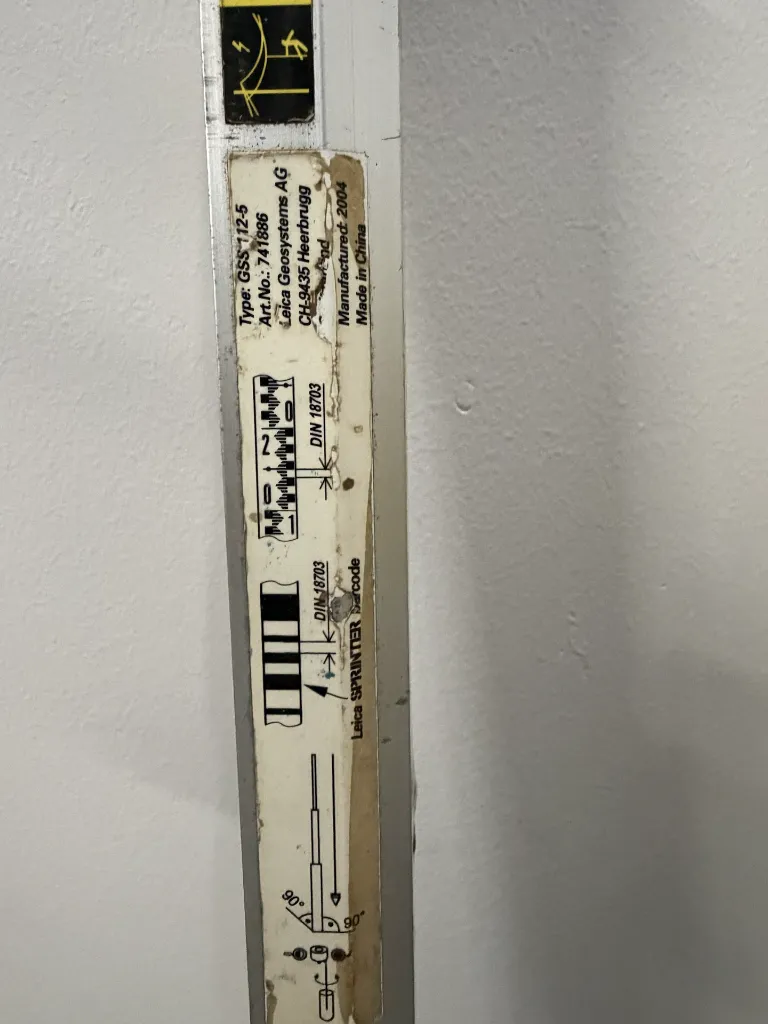 Type: GSS 112-5
Art.No.: 741886
Leica Geosystems AG
CH-9435 Heerbrugg
Manufactured: 2004
Made in China
0 2 0
1
DIN 18703
DIN 18703
Leica SPRINTER
90°
90°